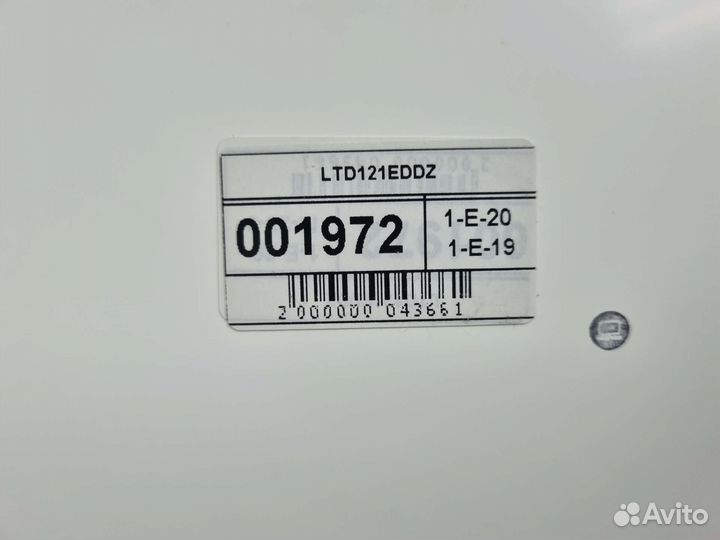 LTD121EDDZ
001972
1-E-20
1-E-19
2 000000 043661
Avito